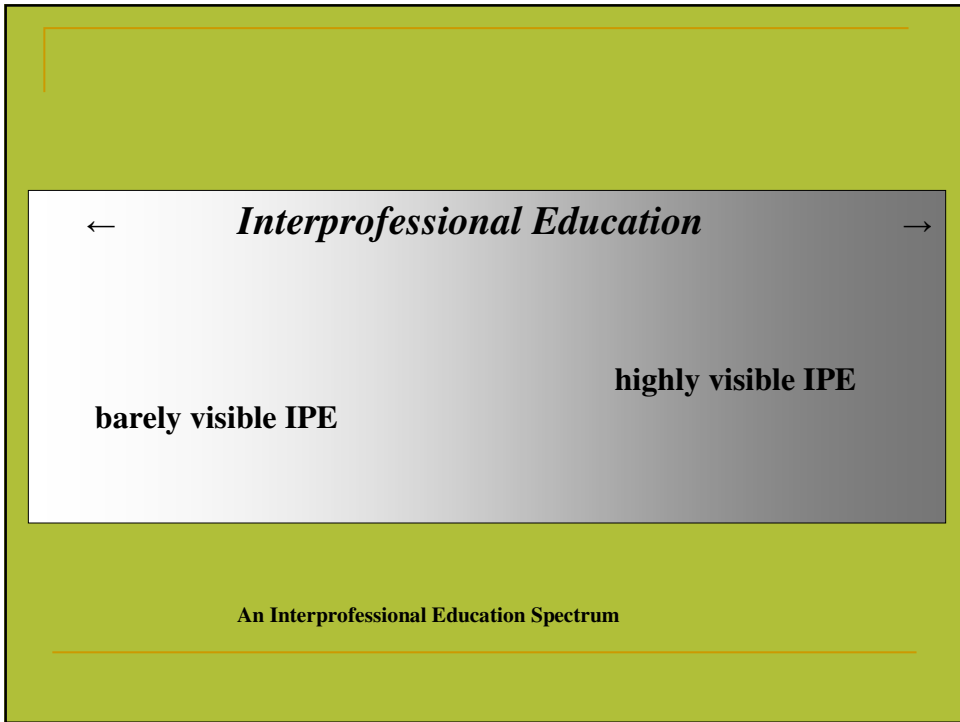 ← Interprofessional Education →
highly visible IPE
barely visible IPE
An Interprofessional Education Spectrum